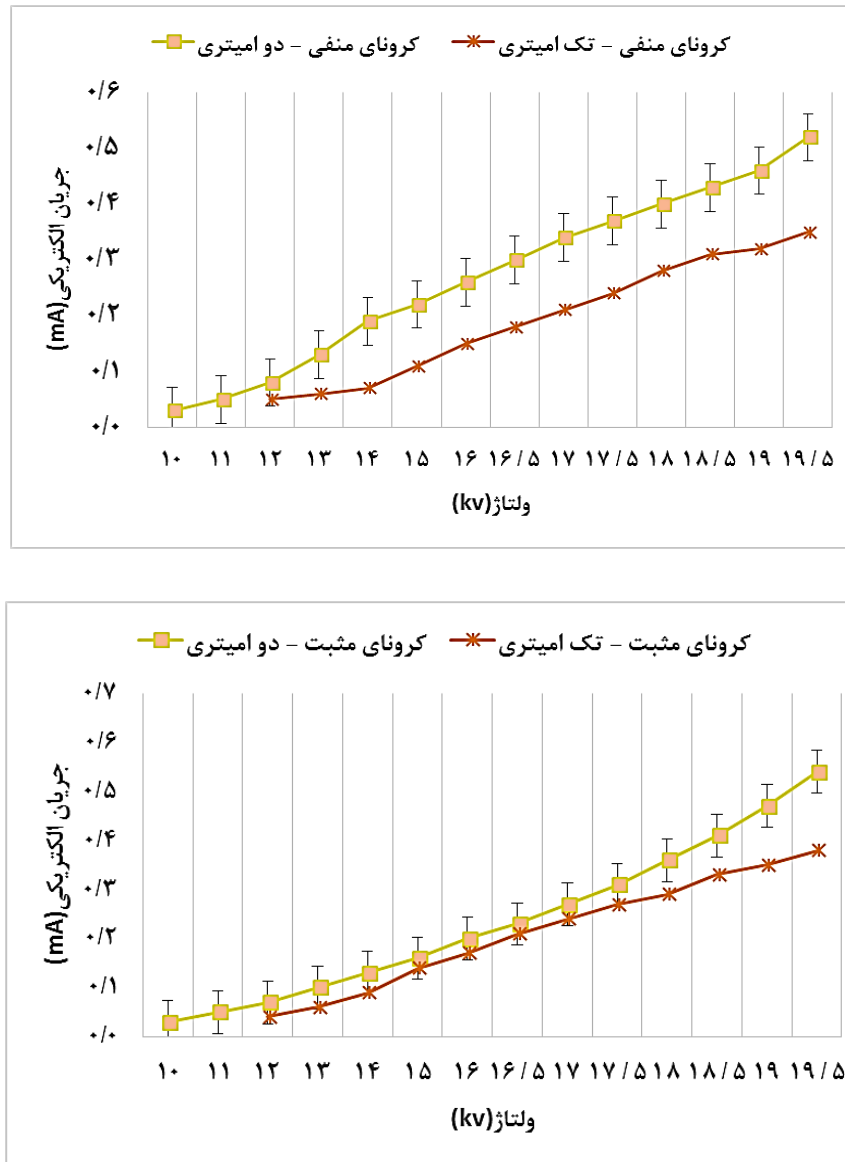 کرونای منفی – دو امیتری کرونای منفی – تک امیتری
۰/۶
۰/۵
۰/۴
۰/۳
۰/۲
۰/۱
۰/۰
جریان الکتریکی(mA)
۱۰ ۱۱ ۱۲ ۱۳ ۱۴ ۱۵ ۱۶ ۱۶/۵ ۱۷ ۱۷/۵ ۱۸ ۱۸/۵ ۱۹ ۱۹/۵
ولتاژ(kv)
کرونای مثبت – دو امیتری کرونای مثبت – تک امیتری
۰/۷
۰/۶
۰/۵
۰/۴
۰/۳
۰/۲
۰/۱
۰/۰
جریان الکتریکی(mA)
۱۰ ۱۱ ۱۲ ۱۳ ۱۴ ۱۵ ۱۶ ۱۶/۵ ۱۷ ۱۷/۵ ۱۸ ۱۸/۵ ۱۹ ۱۹/۵
ولتاژ(kv)